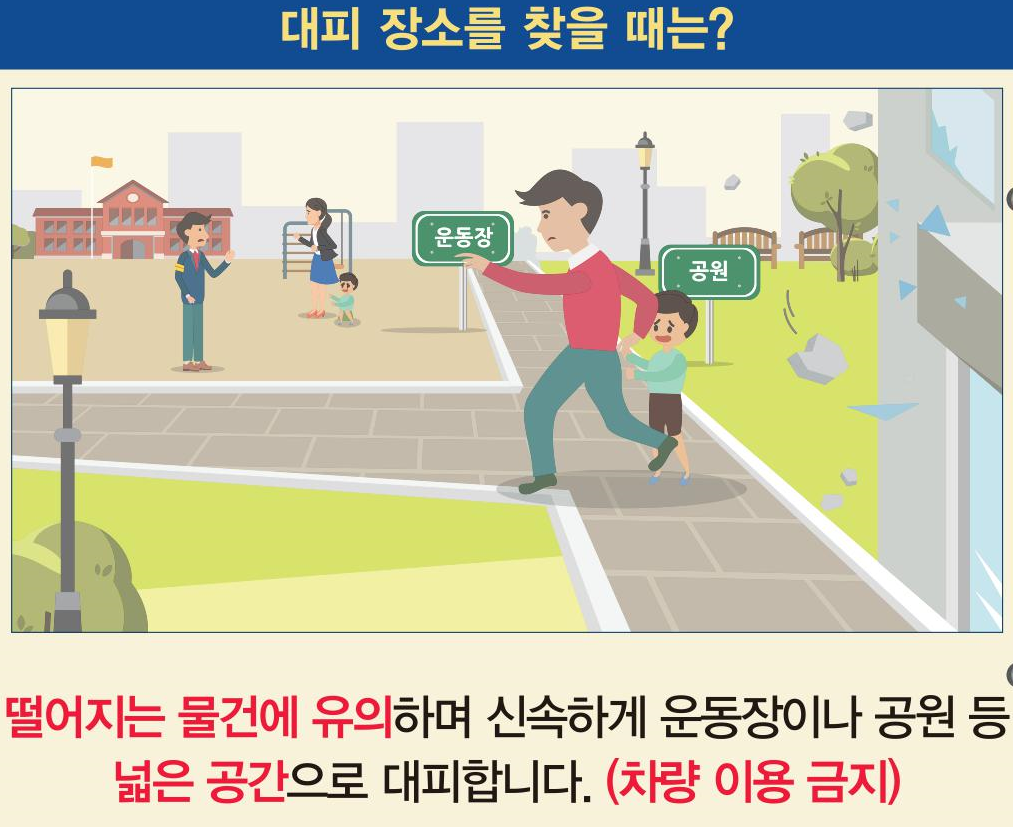 대피 장소를 찾을 때는?
운동장
공원
떨어지는 물건에 유의하며 신속하게 운동장이나 공원 등
넓은 공간으로 대피합니다. (차량 이용 금지)